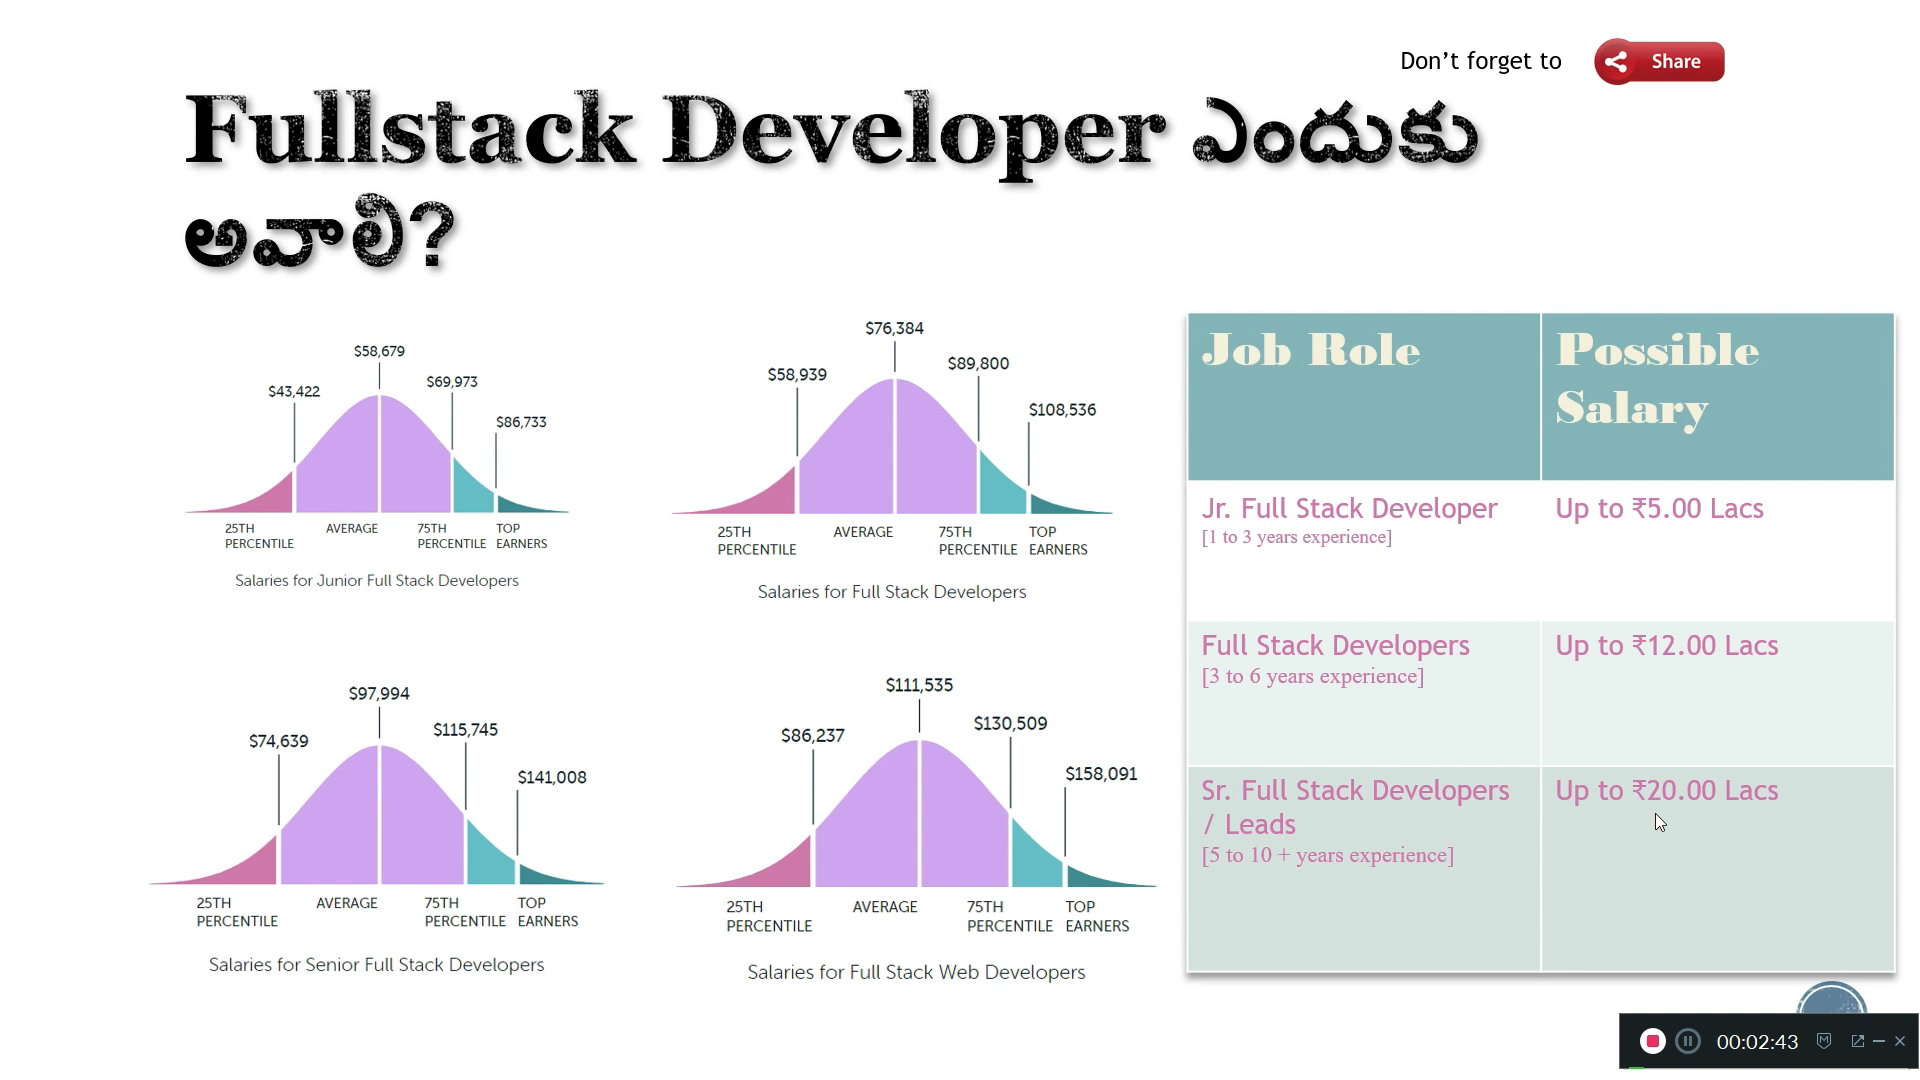 Don’t forget to
Share
Fullstack Developer ఎందుకు
అవాలి?
$58,679
$43,422
$69,973
$86,733
25TH
PERCENTILE
AVERAGE
75TH
PERCENTILE
TOP
EARNERS
Salaries for Junior Full Stack Developers
$76,384
$58,939
$89,800
$108,536
25TH
PERCENTILE
AVERAGE
75TH
PERCENTILE
TOP
EARNERS
Salaries for Full Stack Developers
$97,994
$74,639
$115,745
$141,008
25TH
PERCENTILE
AVERAGE
75TH
PERCENTILE
TOP
EARNERS
Salaries for Senior Full Stack Developers
$111,535
$86,237
$130,509
$158,091
25TH
PERCENTILE
AVERAGE
75TH
PERCENTILE
TOP
EARNERS
Salaries for Full Stack Web Developers
Job Role
Possible
Salary
Jr. Full Stack Developer
[1 to 3 years experience]
Up to ₹5.00 Lacs
Full Stack Developers
[3 to 6 years experience]
Up to ₹12.00 Lacs
Sr. Full Stack Developers
/ Leads
[5 to 10 + years experience]
Up to ₹20.00 Lacs
00:02:43